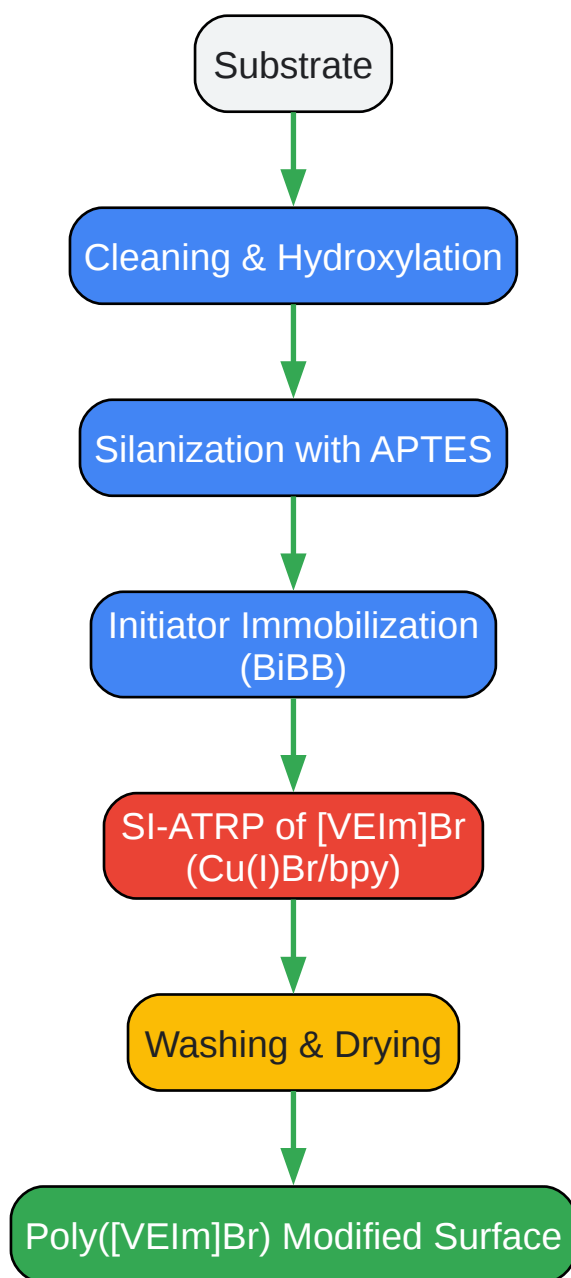 Substrate
Cleaning & Hydroxylation
Silanization with APTES
Initiator Immobilization
(BiBB)
SI-ATRP of [VEIm]Br
(Cu(I)Br/bpy)
Washing & Drying
Poly([VEIm]Br) Modified Surface